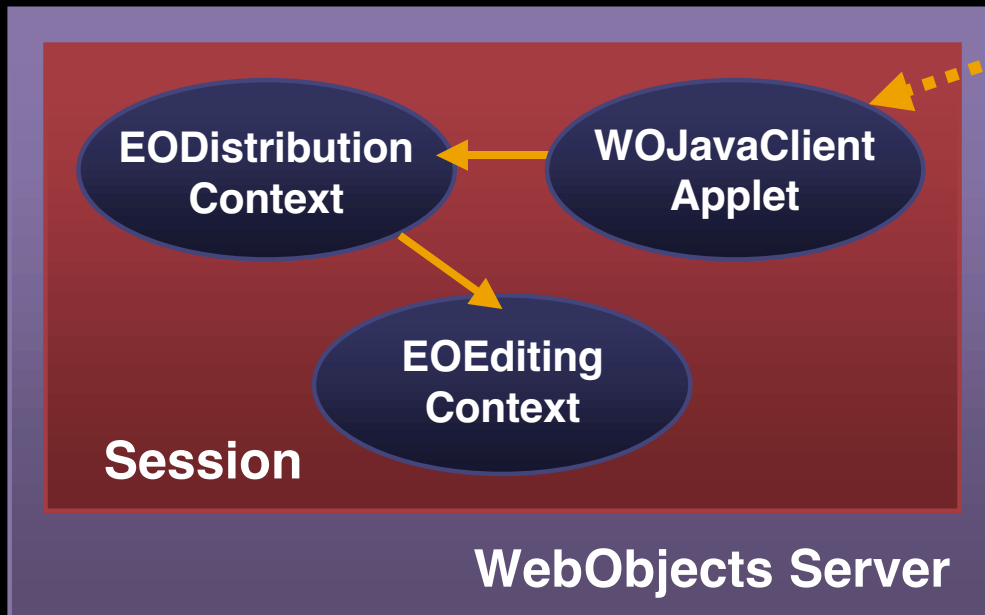 EODistribution
Context
WOJavaClient
Applet
EOEditing
Context
Session
WebObjects Server